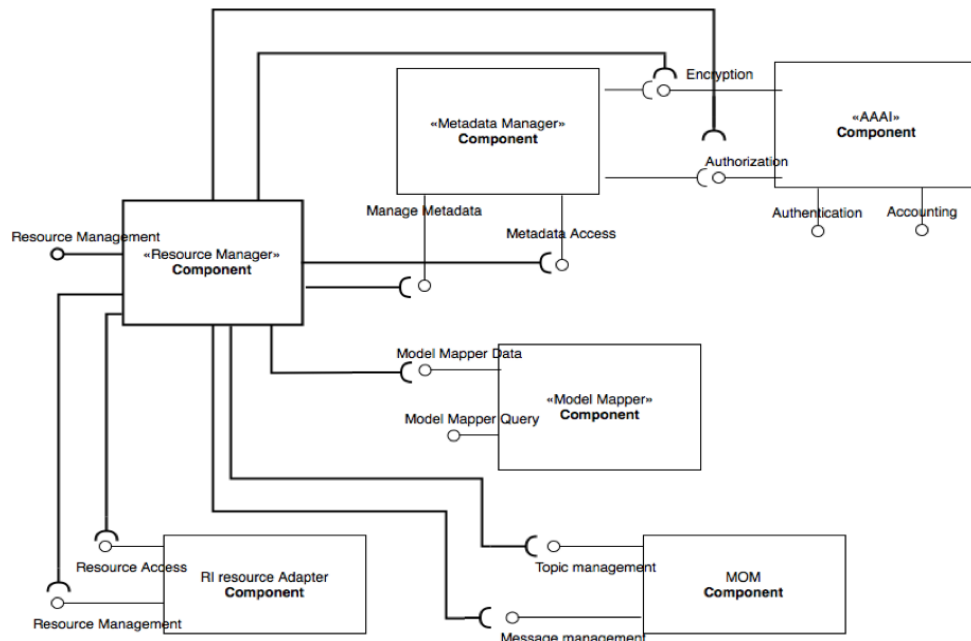 Encryption
«AAAI»
Component
«Metadata Manager»
Component
Authorization
Manage Metadata
Authentication
Accounting
Metadata Access
Resource Management
«Resource Manager»
Component
Model Mapper Data
«Model Mapper»
Component
Model Mapper Query
Resource Access
RI resource Adapter
Component
Resource Management
Topic management
MOM
Component
Message management